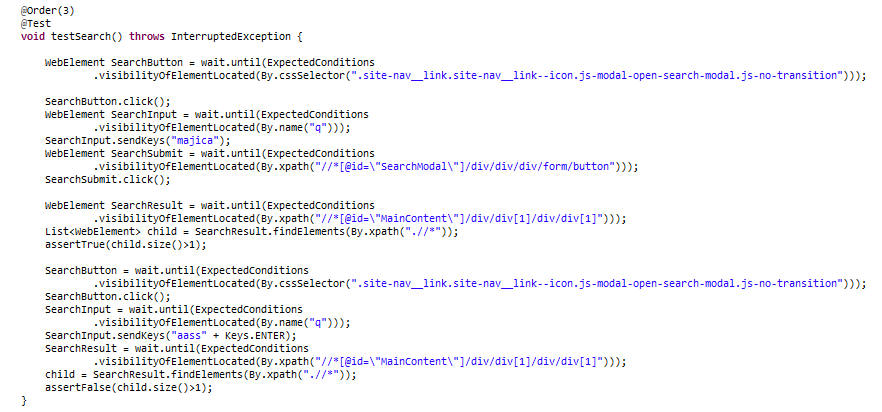 @Order(3)
@Test
void testSearch() throws InterruptedException {
WebElement SearchButton = wait.until(ExpectedConditions
.visibilityOfElementLocated(By.cssSelector(".site-nav__link.site-nav__link--icon.js-modal-open-search-modal.js-no-transition")));
SearchButton.click();
WebElement SearchInput = wait.until(ExpectedConditions
.visibilityOfElementLocated(By.name("q")));
SearchInput.sendKeys("majica");
WebElement SearchSubmit = wait.until(ExpectedConditions
.visibilityOfElementLocated(By.xpath("//*[@id=\"SearchModal\"]/div/div/div/form/button")));
SearchSubmit.click();
WebElement SearchResult = wait.until(ExpectedConditions
.visibilityOfElementLocated(By.xpath("//*[@id=\"MainContent\"]/div/div[1]/div/div[1]")));
List<WebElement> child = SearchResult.findElements(By.xpath(".//*"));
assertTrue(child.size()>1);
SearchButton = wait.until(ExpectedConditions
.visibilityOfElementLocated(By.cssSelector(".site-nav__link.site-nav__link--icon.js-modal-open-search-modal.js-no-transition")));
SearchButton.click();
SearchInput = wait.until(ExpectedConditions
.visibilityOfElementLocated(By.name("q")));
SearchInput.sendKeys("aass" + Keys.ENTER);
SearchResult = wait.until(ExpectedConditions
.visibilityOfElementLocated(By.xpath("//*[@id=\"MainContent\"]/div/div[1]/div/div[1]")));
child = SearchResult.findElements(By.xpath(".//*"));
assertFalse(child.size()>1);
}